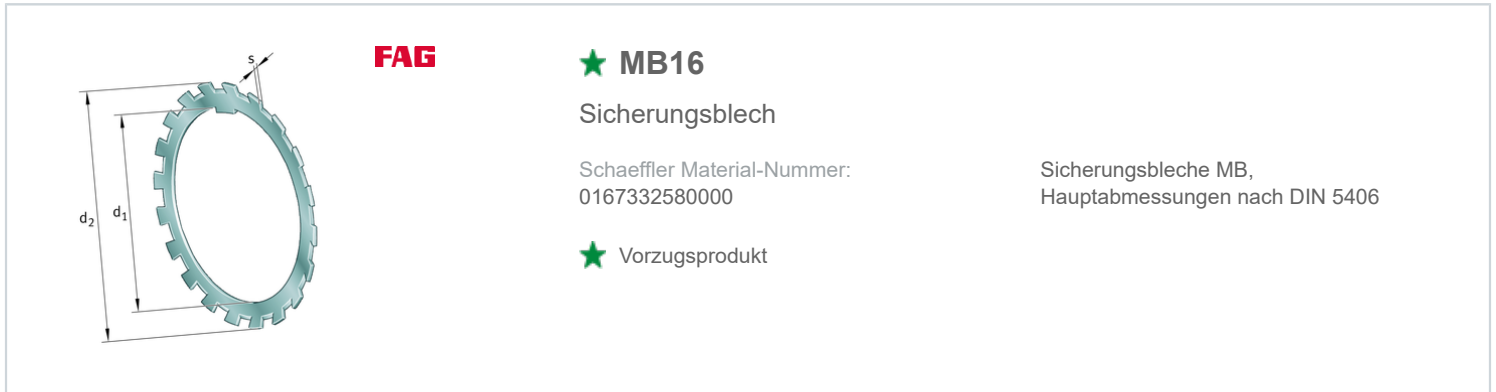 s
d2
d1
FAG
MB16
Sicherungsblech
Schaeffler Material-Nummer:
0167332580000
Sicherungsbleche MB,
Hauptabmessungen nach DIN 5406
Vorzugsprodukt